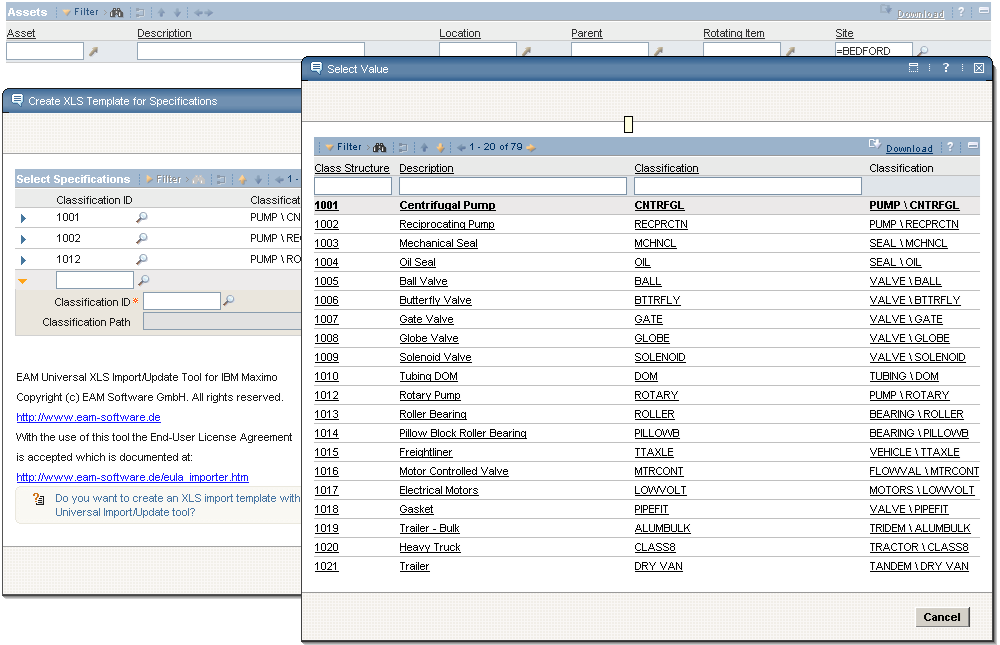 Assets Filter Download ?
Asset Description Location Parent Rotating Item Site
=BEDFORD
Create XLS Template for Specifications
Select Specifications Filter 1 -
Classification ID Classificat
1001 PUMP \ CN
1002 PUMP \ RE
1012 PUMP \ RO
Classification ID *
Classification Path
EAM Universal XLS Import/Update Tool for IBM Maximo
Copyright (c) EAM Software GmbH. All rights reserved.
http://www.eam-software.de
With the use of this tool the End-User License Agreement
is accepted which is documented at:
http://www.eam-software.de/eula_importer.htm
Do you want to create an XLS import template with
Universal Import/Update tool?
Select Value ?
Filter 1 - 20 of 79 Download ?
Class Structure Description Classification Classification
1001 Centrifugal Pump CNTRFGL PUMP \ CNTRFGL
1002 Reciprocating Pump RECPRCTN PUMP \ RECPRCTN
1003 Mechanical Seal MCHNCL SEAL \ MCHNCL
1004 Oil Seal OIL SEAL \ OIL
1005 Ball Valve BALL VALVE \ BALL
1006 Butterfly Valve BTTRFLY VALVE \ BTTRFLY
1007 Gate Valve GATE VALVE \ GATE
1008 Globe Valve GLOBE VALVE \ GLOBE
1009 Solenoid Valve SOLENOID VALVE \ SOLENOID
1010 Tubing DOM DOM TUBING \ DOM
1012 Rotary Pump ROTARY PUMP \ ROTARY
1013 Roller Bearing ROLLER BEARING \ ROLLER
1014 Pillow Block Roller Bearing PILLOWB BEARING \ PILLOWB
1015 Freightliner TTAXLE VEHICLE \ TTAXLE
1016 Motor Controlled Valve MTRCONT FLOWVAL \ MTRCONT
1017 Electrical Motors LOWVOLT MOTORS \ LOWVOLT
1018 Gasket PIPEFIT VALVE \ PIPEFIT
1019 Trailer - Bulk ALUMBULK TRIDEM \ ALUMBULK
1020 Heavy Truck CLASS8 TRACTOR \ CLASS8
1021 Trailer DRY VAN TANDEM \ DRY VAN
Cancel